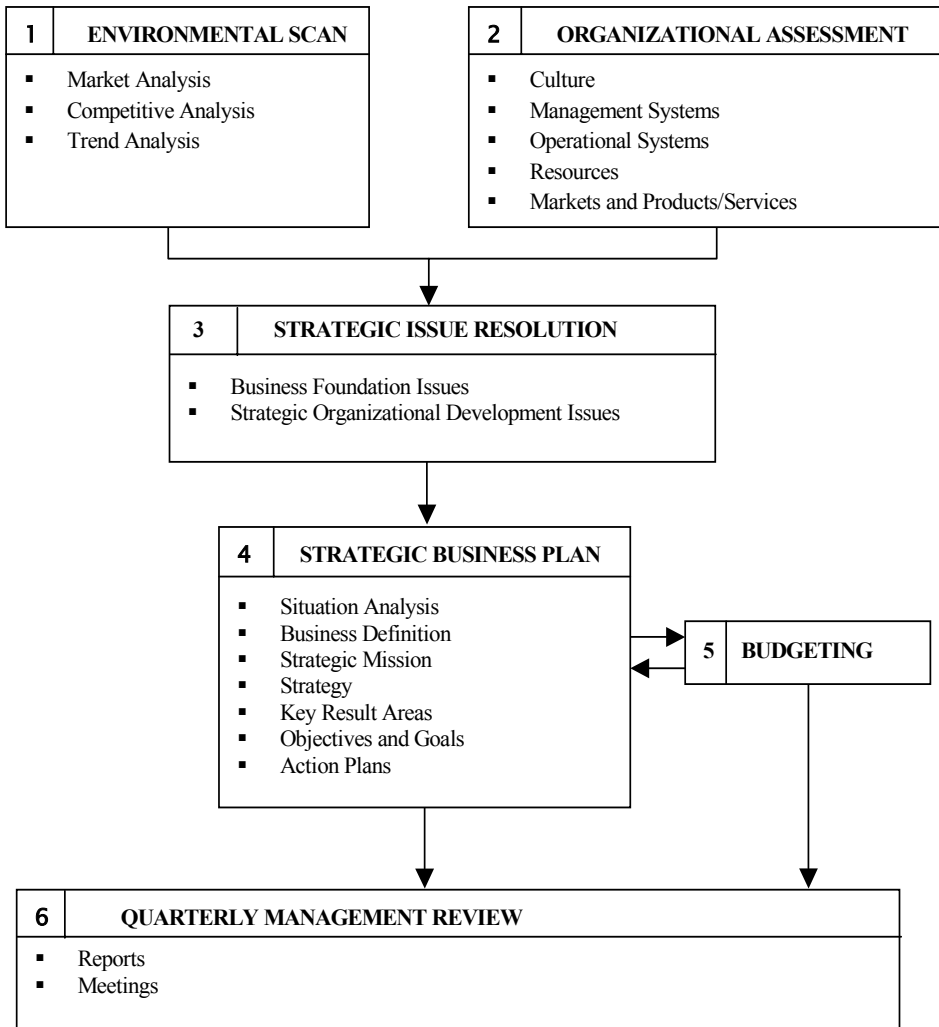 1 ENVIRONMENTAL SCAN
▪ Market Analysis
▪ Competitive Analysis
▪ Trend Analysis
2 ORGANIZATIONAL ASSESSMENT
▪ Culture
▪ Management Systems
▪ Operational Systems
▪ Resources
▪ Markets and Products/Services
3 STRATEGIC ISSUE RESOLUTION
▪ Business Foundation Issues
▪ Strategic Organizational Development Issues
4 STRATEGIC BUSINESS PLAN
▪ Situation Analysis
▪ Business Definition
▪ Strategic Mission
▪ Strategy
▪ Key Result Areas
▪ Objectives and Goals
▪ Action Plans
5 BUDGETING
6 QUARTERLY MANAGEMENT REVIEW
▪ Reports
▪ Meetings